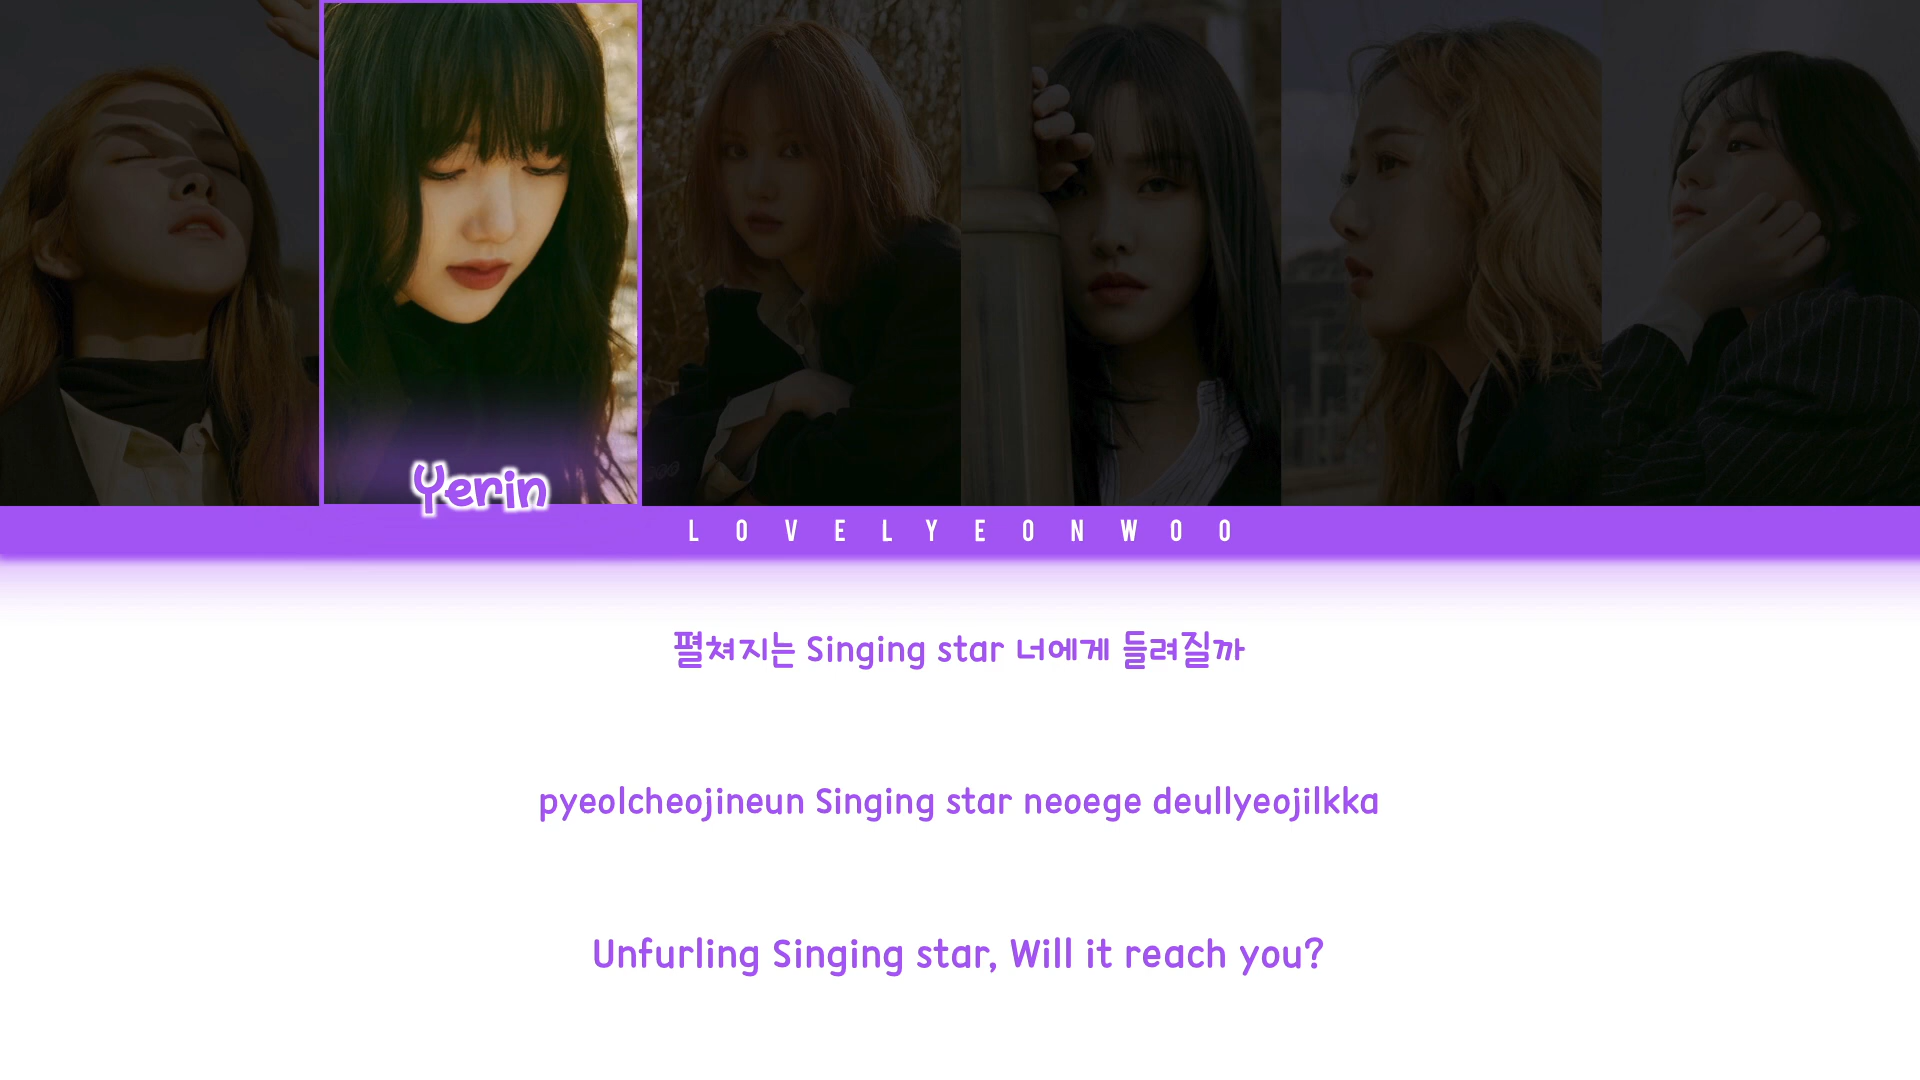 Yerin
LOVELYEONWOO
펼쳐지는 Singing star 너에게 들려질까
pyeolcheojineun Singing star neoege deullyeojilkka
Unfurling Singing star, Will it reach you?